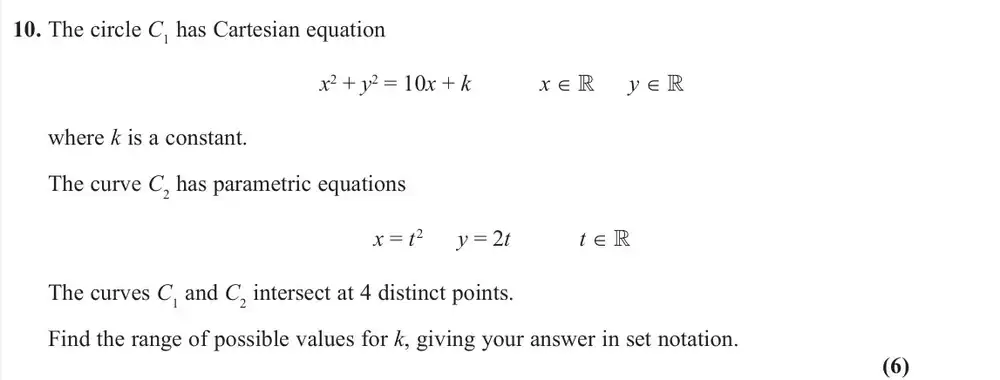 10. The circle C₁ has Cartesian equation
x² + y² = 10x + k x ∈ ℝ y ∈ ℝ
where k is a constant.
The curve C₂ has parametric equations
x = t² y = 2t t ∈ ℝ
The curves C₁ and C₂ intersect at 4 distinct points.
Find the range of possible values for k, giving your answer in set notation.
(6)